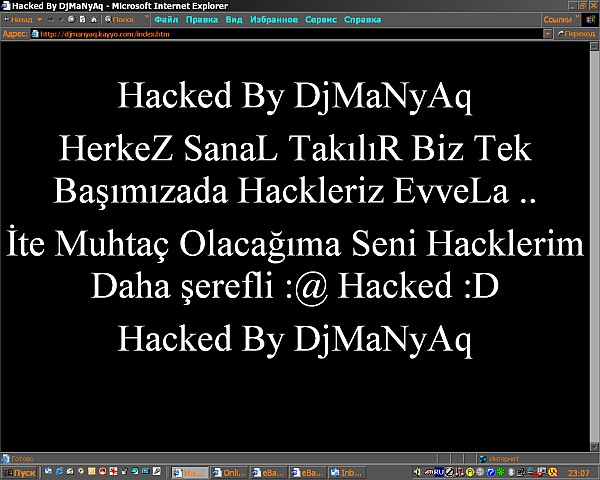 Hacked By DjMaNyAq - Microsoft Internet Explorer
Назад Поиск Файл Правка Вид Избранное Сервис Справка Ссылки
Адрес: http://djmanyaq.kayyo.com/index.htm Переход
Hacked By DjMaNyAq
HerkeZ SanaL TakılıR Biz Tek
Başımızada Hackleriz EvveLa ..
İte Muhtaç Olacağıma Seni Hacklerim
Daha şerefli :@ Hacked :D
Hacked By DjMaNyAq
Готово Интернет
Пуск Ha... Onli... eBa... eBa... Inb... RU 23:07